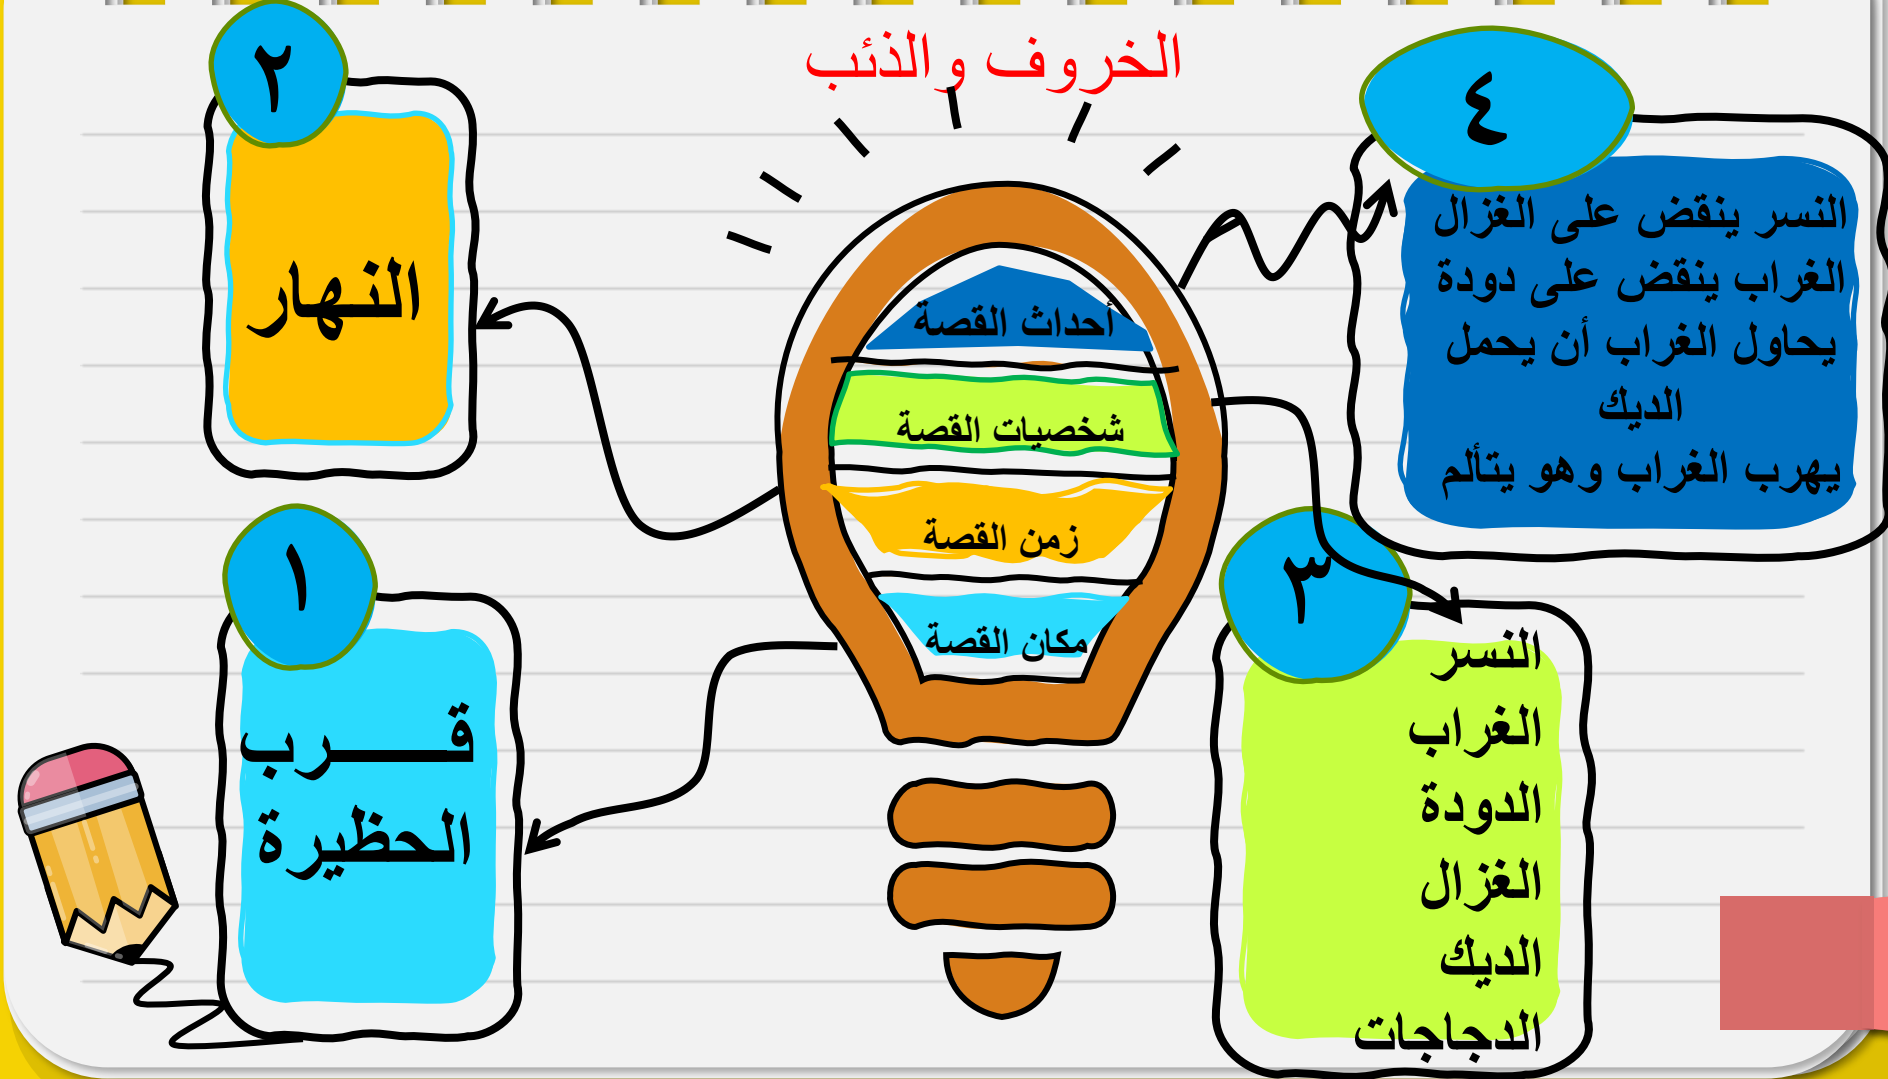 الخروف والذئب
٤
النسر ينقض على الغزال
الغراب ينقض على دودة
يحاول الغراب أن يحمل
الديك
يهرب الغراب وهو يتألم
٢
النهار
أحداث القصة
شخصيات القصة
زمن القصة
مكان القصة
٣
النسر
الغراب
الدودة
الغزال
الديك
الدجاجات
١
قرب
الحظيرة